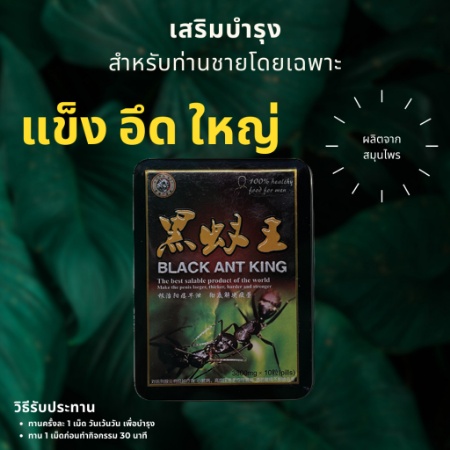 เสริมบำรุง
สำหรับท่านชายโดยเฉพาะ
แข็ง อึด ใหญ่
ผลิตจาก
สมุนไพร
100% healthy
food for men
黑蚁王
BLACK ANT KING
The best salable product of the world
Make the penis longer, thicker, harder and stronger
วิธีรับประทาน
ทานครั้งละ 1 เม็ด วันเว้นวัน เพื่อบำรุง
ทาน 1 เม็ดก่อนทำกิจกรรม 30 นาที